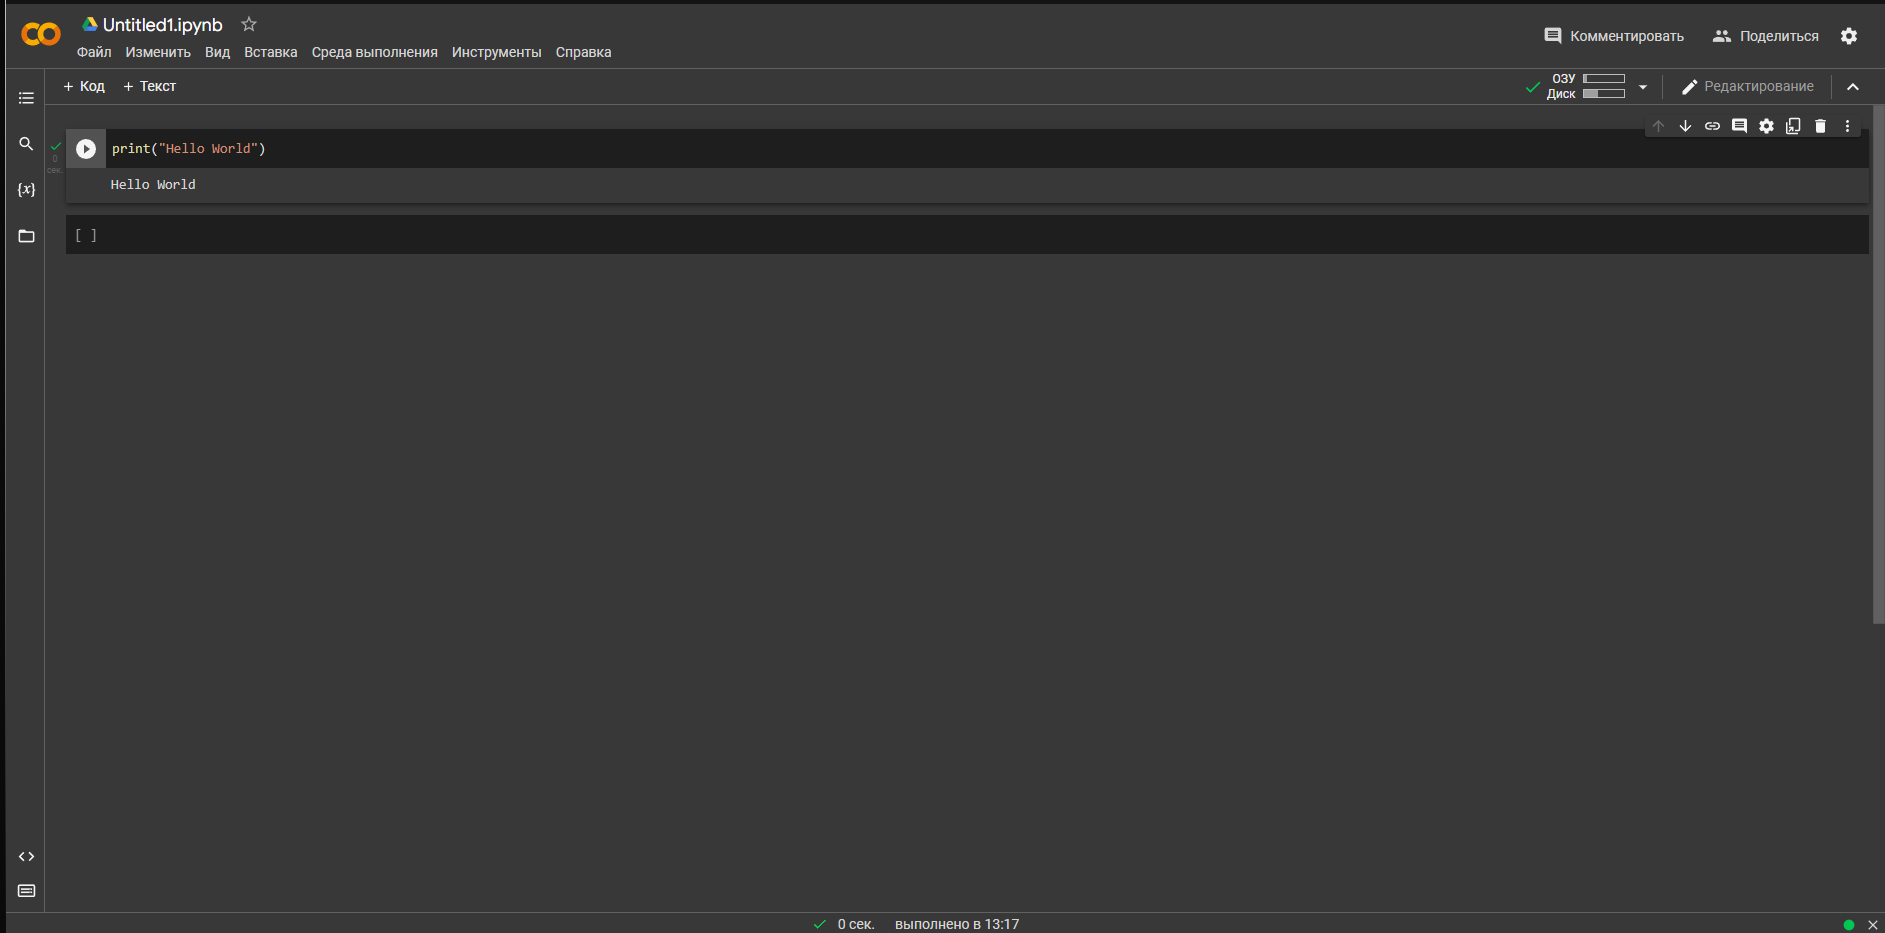 Untitled1.ipynb
Файл Изменить Вид Вставка Среда выполнения Инструменты Справка
Комментировать Поделиться
+ Код + Текст
ОЗУ
Диск
Редактирование
{x}
0
сек.
print("Hello World")
Hello World
[ ]
0 сек. выполнено в 13:17